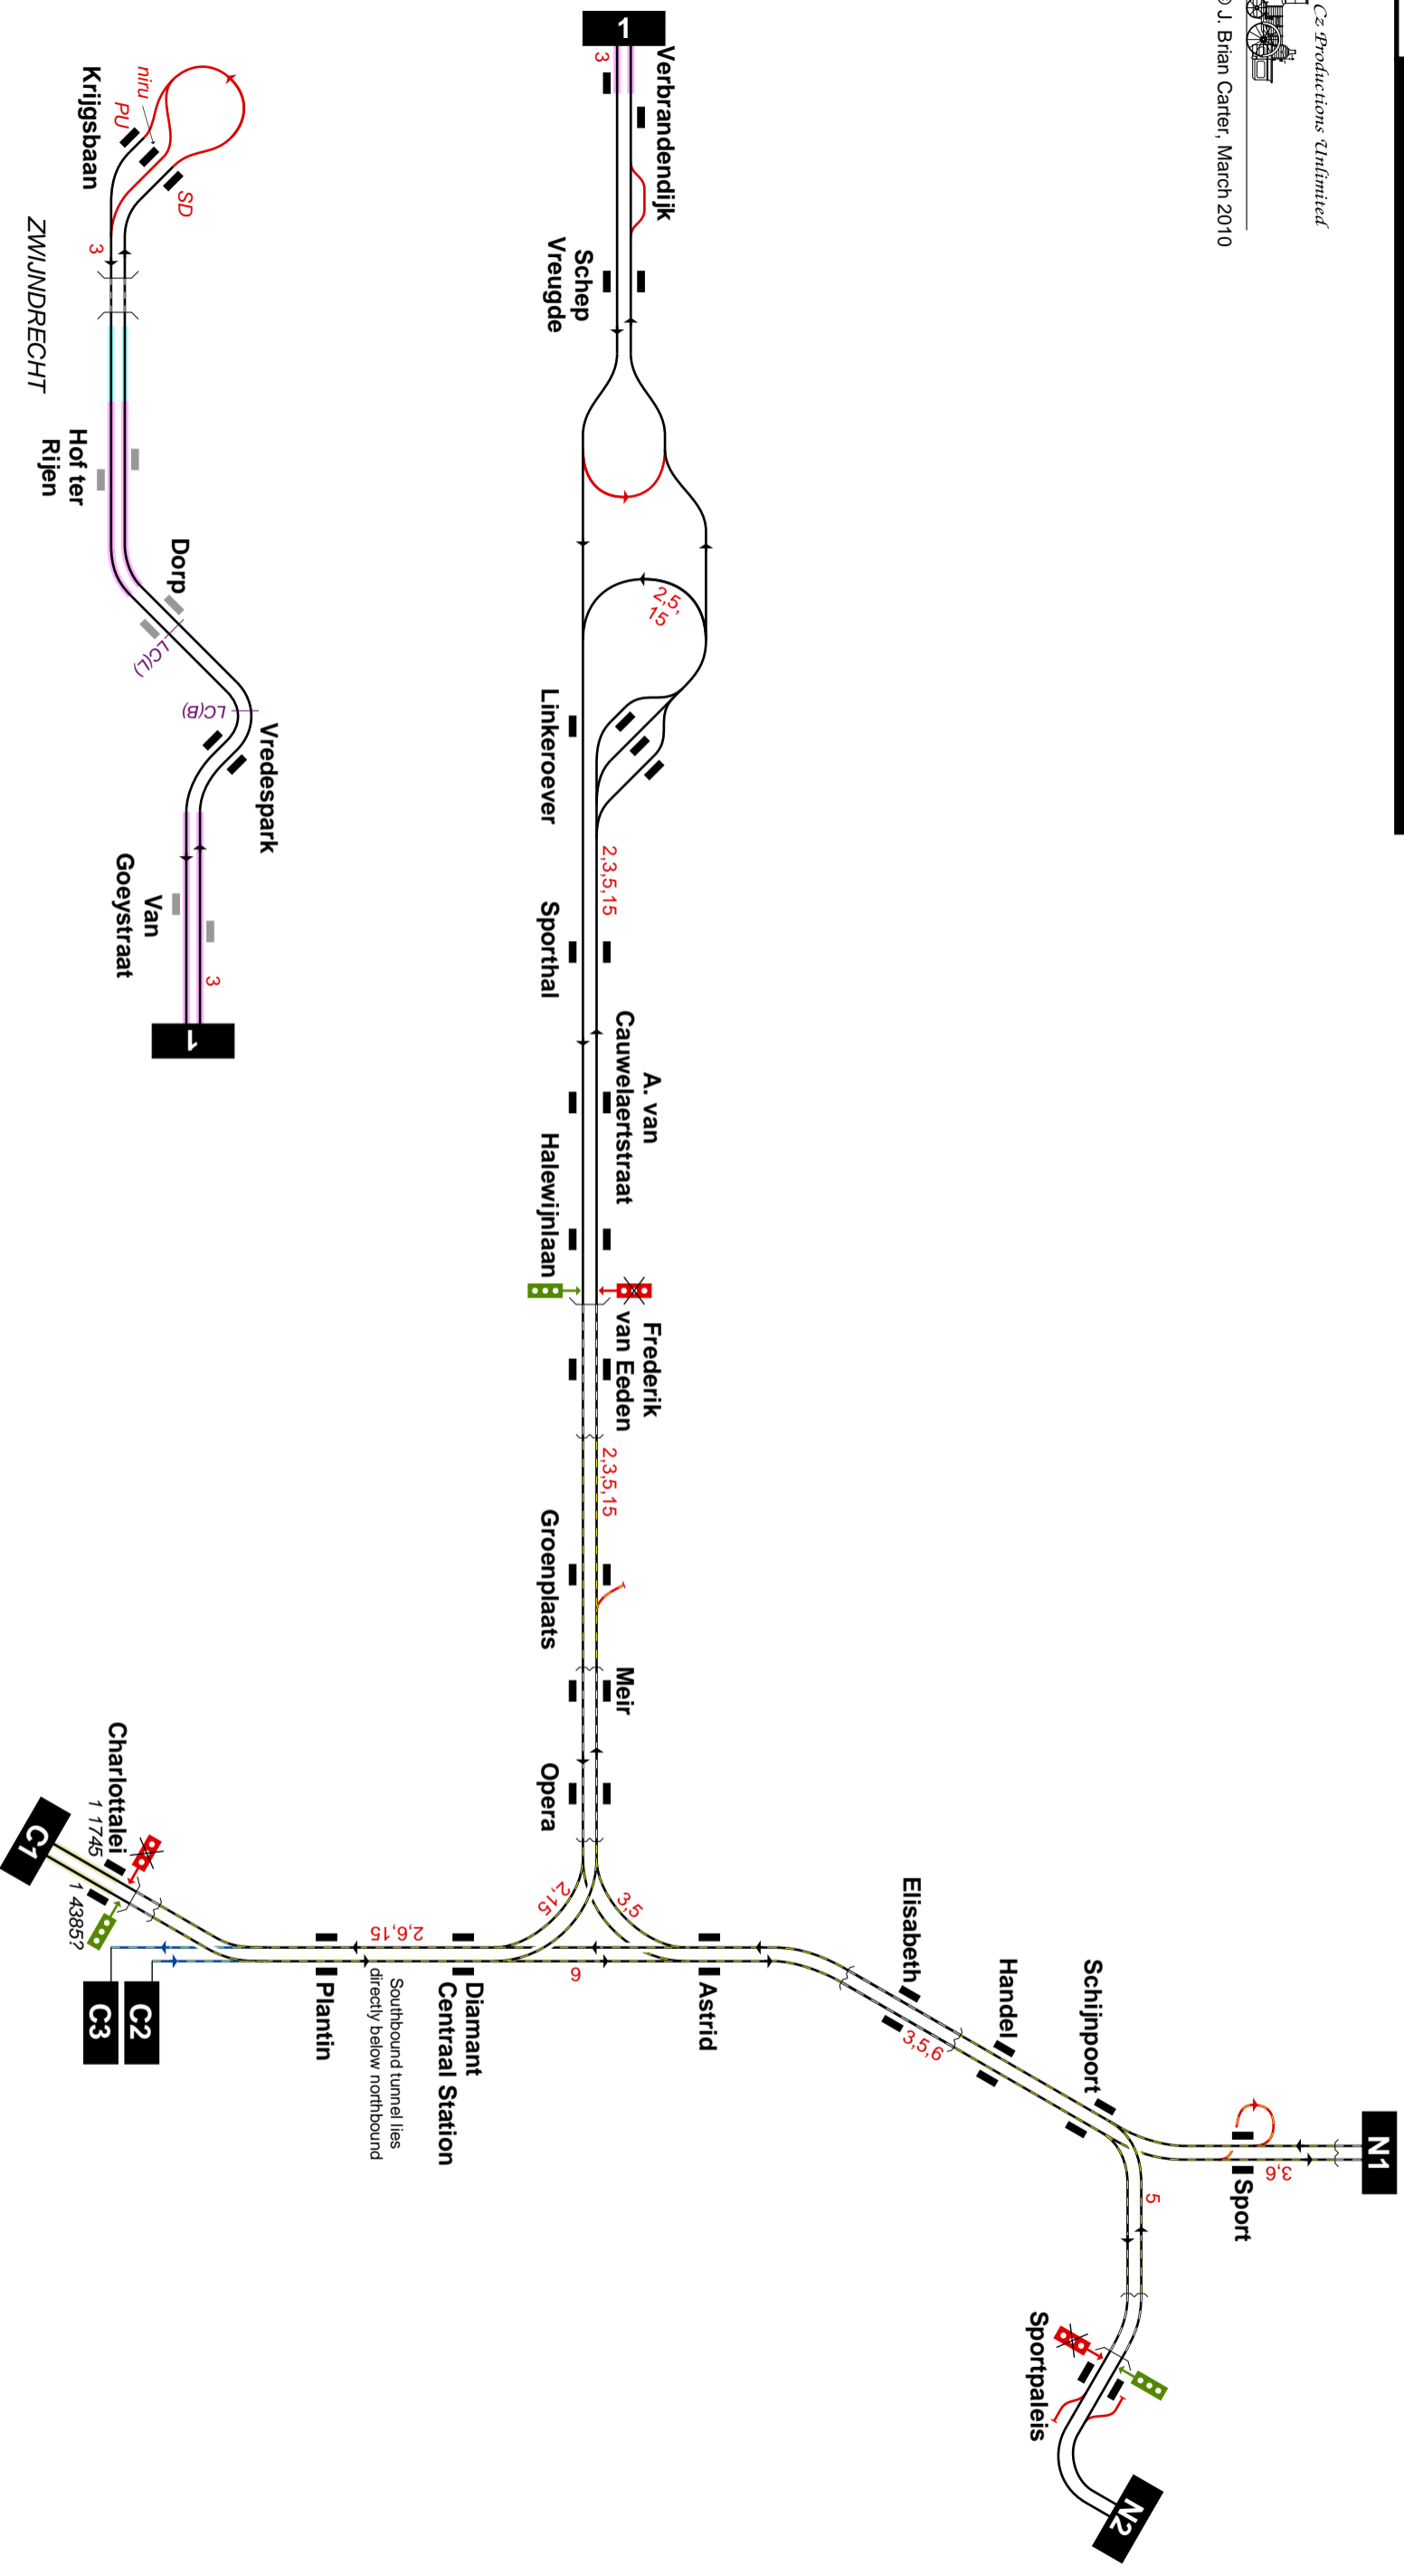 Cz Productions Unlimited
J. Brian Carter, March 2010
1
3
Verbrandendijk
Schep
Vreugde
2,5,
15
Linkeroever
2,3,5,15
Sporthal
A. van
Cauwelaertstraat
Halewijnlaan
Frederik
van Eeden
2,3,5,15
Groenplaats
Meir
Opera
2,15
3,5
Astrid
6
Diamant
Centraal Station
2,6,15
Southbound tunnel lies
directly below northbound
Plantin
Charlottalei
1 1745
1 4385?
C1
C2
C3
Elisabeth
3,5,6
Handel
Schijnpoort
Sport
3,6
N1
5
Sportpaleis
N2
Krijgsbaan
niru
PU
SD
3
ZWIJNDRECHT
Hof ter
Rijen
Dorp
LC(L)
LC(B)
Vredespark
Van
Goeystraat
3
1